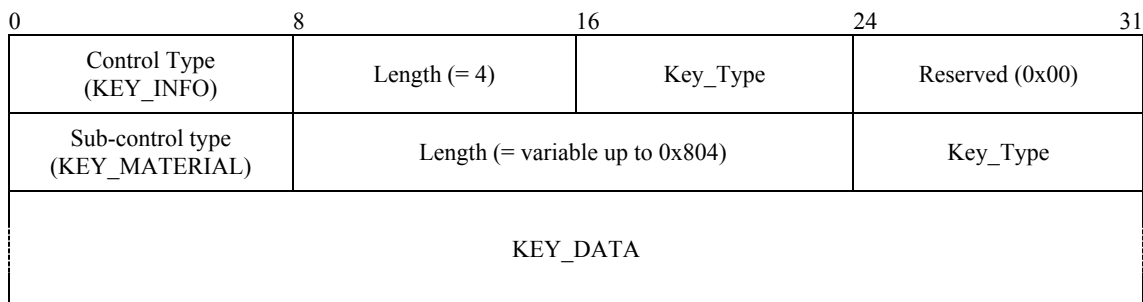 0 8 16 24 31
Control Type
(KEY_INFO)
Length (= 4)
Key_Type
Reserved (0x00)
Sub-control type
(KEY_MATERIAL)
Length (= variable up to 0x804)
Key_Type
KEY_DATA